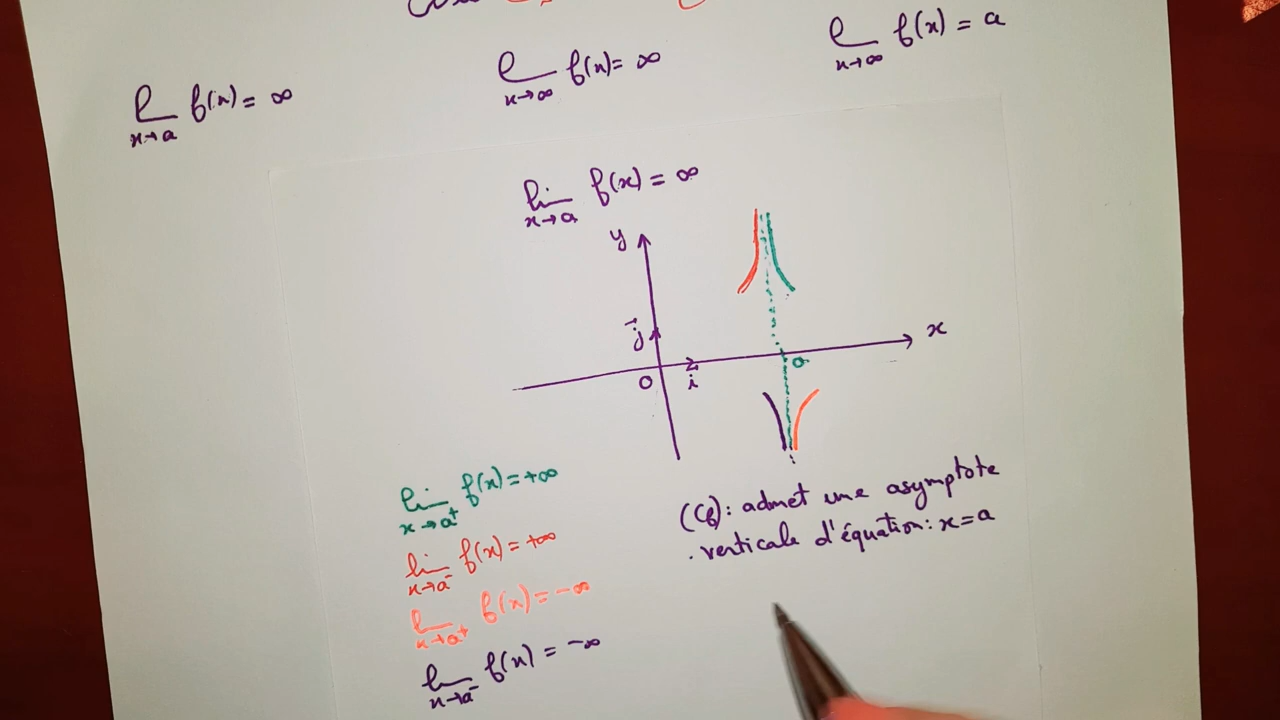 lim x→a f(x) = ∞
lim x→∞ f(x) = ∞
lim x→∞ f(x) = a
lim x→a f(x) = ∞
y
j
x
O
i
a
lim x→a⁺ f(x) = +∞
lim x→a⁻ f(x) = +∞
lim x→a⁺ f(x) = -∞
lim x→a⁻ f(x) = -∞
(Cf): admet une asymptote
verticale d'équation: x = a